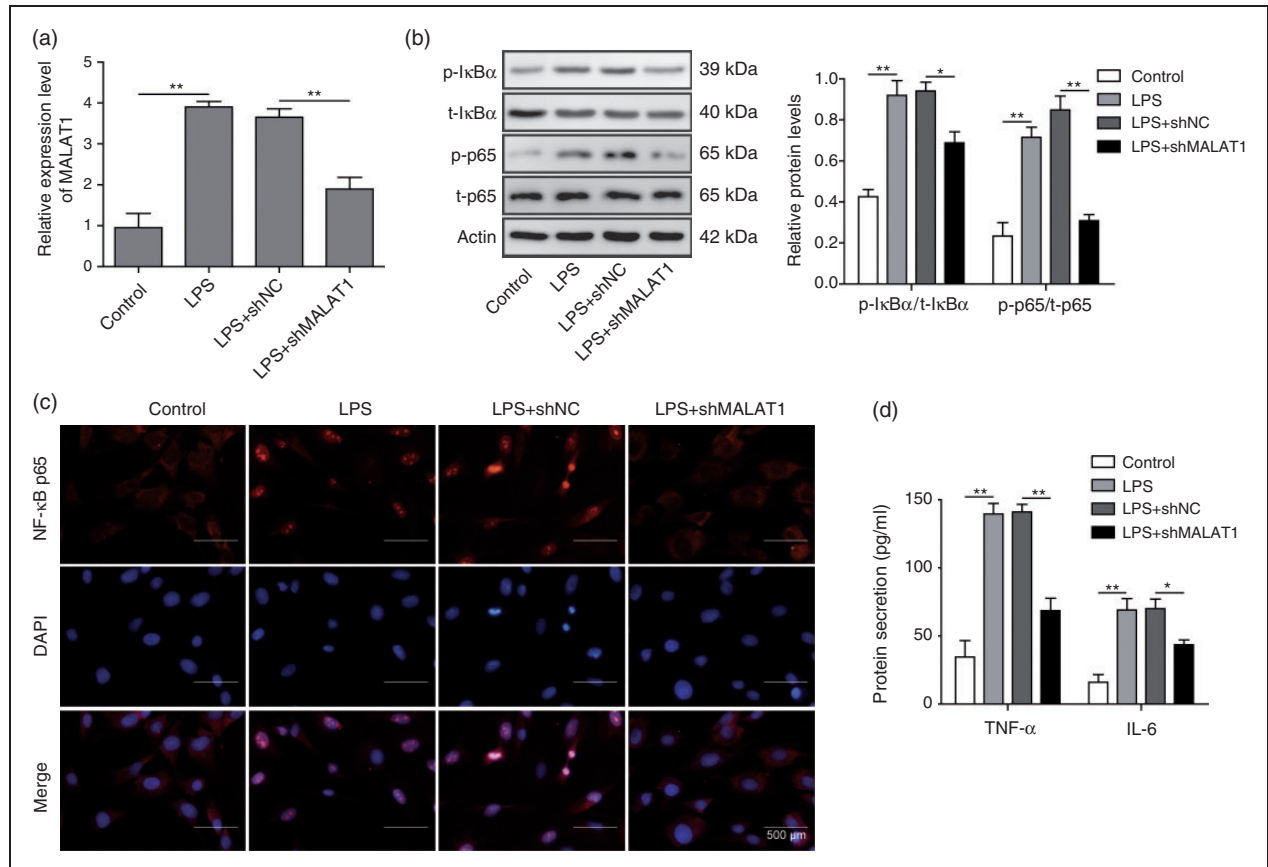 (a)
Relative expression level
of MALAT1
5
4
3
2
1
0
**
**
Control
LPS
LPS+shNC
LPS+shMALAT1
(b)
p-IκBα
39 kDa
t-IκBα
40 kDa
p-p65
65 kDa
t-p65
65 kDa
Actin
42 kDa
Control
LPS
LPS+shNC
LPS+shMALAT1
Relative protein levels
1.0
0.8
0.6
0.4
0.2
0.0
**
*
**
**
p-IκBα/t-IκBα
p-p65/t-p65
Control
LPS
LPS+shNC
LPS+shMALAT1
(c)
Control
LPS
LPS+shNC
LPS+shMALAT1
NF-κB p65
DAPI
Merge
500 μm
(d)
Protein secretion (pg/ml)
150
100
50
0
**
**
**
*
TNF-α
IL-6
Control
LPS
LPS+shNC
LPS+shMALAT1